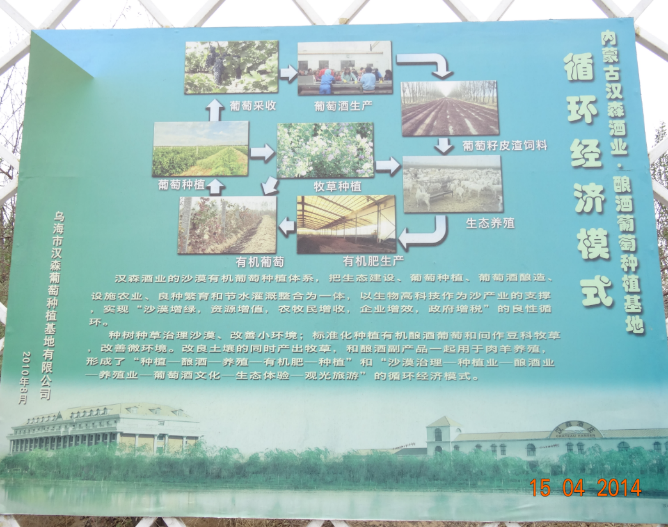 内蒙古汉森酒业·酿酒葡萄种植基地
循环经济模式
葡萄采收
葡萄酒生产
葡萄籽皮渣饲料
葡萄种植
牧草种植
生态养殖
有机葡萄
有机肥生产
汉森酒业的沙漠有机葡萄种植体系，把生态建设、葡萄种植、葡萄酒酿造、
设施农业、良种繁育和节水灌溉整合为一体，以生物高科技作为沙产业的支撑
，实现“沙漠增绿，资源增值，农牧民增收，企业增效，政府增税”的良性循
环。
种树种草治理沙漠、改善小环境；标准化种植有机酿酒葡萄和间作豆科牧草
，改善微环境。改良土壤的同时产出牧草，和酿酒副产品一起用于肉羊养殖，
形成了“种植—酿酒—养殖—有机肥—种植”和“沙漠治理—种植业—酿酒业
—养殖业—葡萄酒文化—生态体验—观光旅游”的循环经济模式。
乌海市汉森葡萄种植基地有限公司
2010年8月
15 04 2014